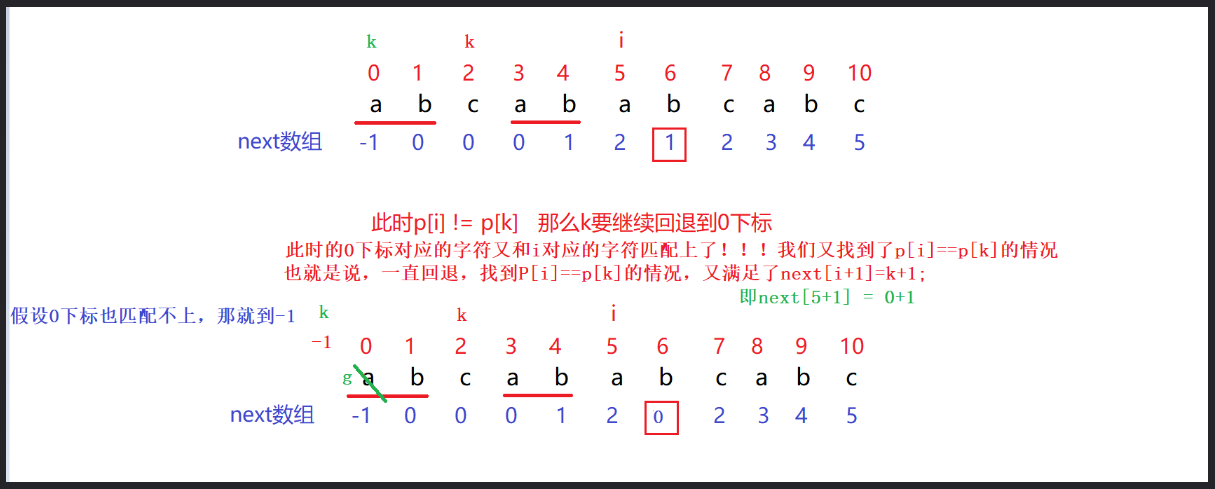 k k i
0 1 2 3 4 5 6 7 8 9 10
a b c a b a b c a b c
next数组 -1 0 0 0 1 2 1 2 3 4 5
此时p[i] != p[k] 那么k要继续回退到0下标
此时的0下标对应的字符又和i对应的字符匹配上了！！！我们又找到了p[i]==p[k]的情况
也就是说，一直回退，找到P[i]==p[k]的情况，又满足了next[i+1]=k+1;
即next[5+1] = 0+1
假设0下标也匹配不上，那就到-1 k k i
-1 0 1 2 3 4 5 6 7 8 9 10
g a b c a b a b c a b c
next数组 -1 0 0 0 1 2 0 2 3 4 5